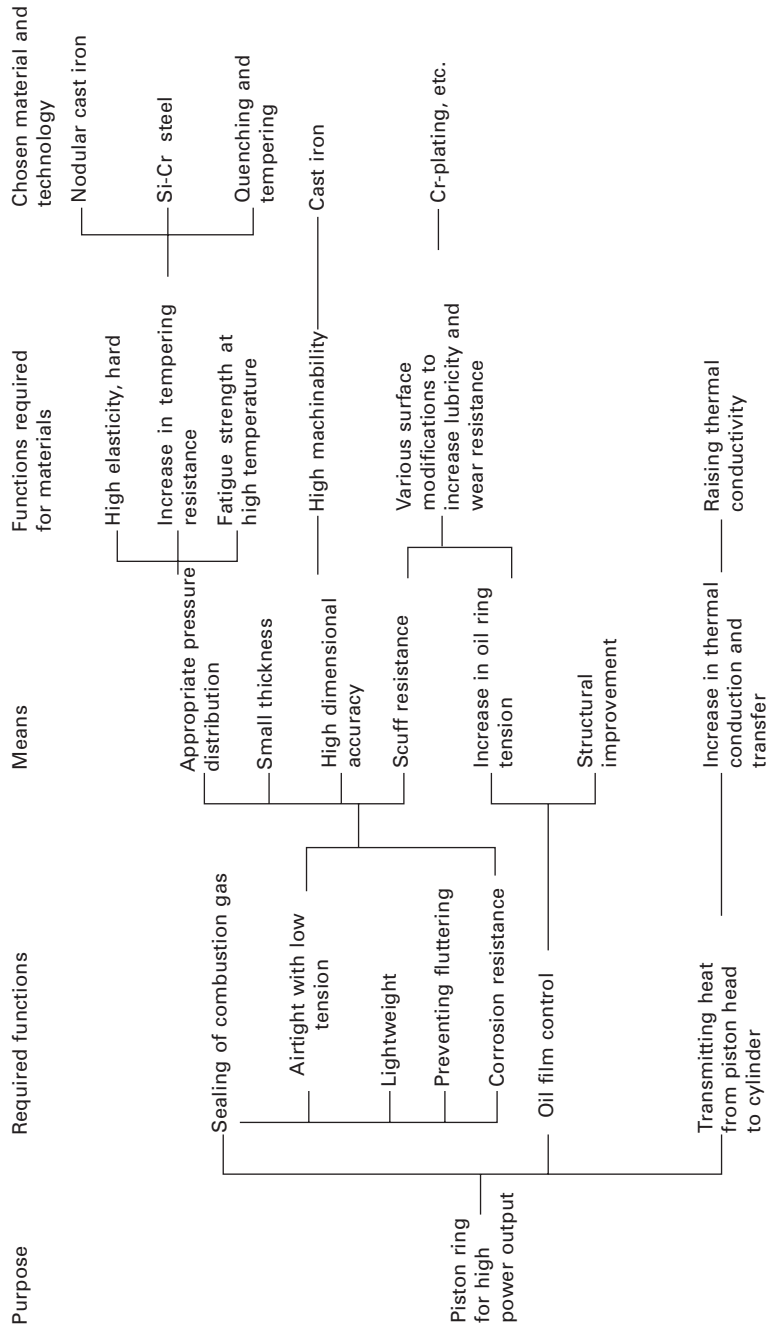 Purpose
Required functions
Means
Functions required
for materials
Chosen material and
technology
Piston ring
for high
power output
Sealing of combustion gas
Airtight with low
tension
Lightweight
Preventing fluttering
Corrosion resistance
Oil film control
Transmitting heat
from piston head
to cylinder
Appropriate pressure
distribution
Small thickness
High dimensional
accuracy
Scuff resistance
Increase in oil ring
tension
Structural
improvement
Increase in thermal
conduction and
transfer
High elasticity, hard
Increase in tempering
resistance
Fatigue strength at
high temperature
High machinability
Various surface
modifications to
increase lubricity and
wear resistance
Raising thermal
conductivity
Nodular cast iron
Si-Cr steel
Quenching and
tempering
Cast iron
Cr-plating, etc.